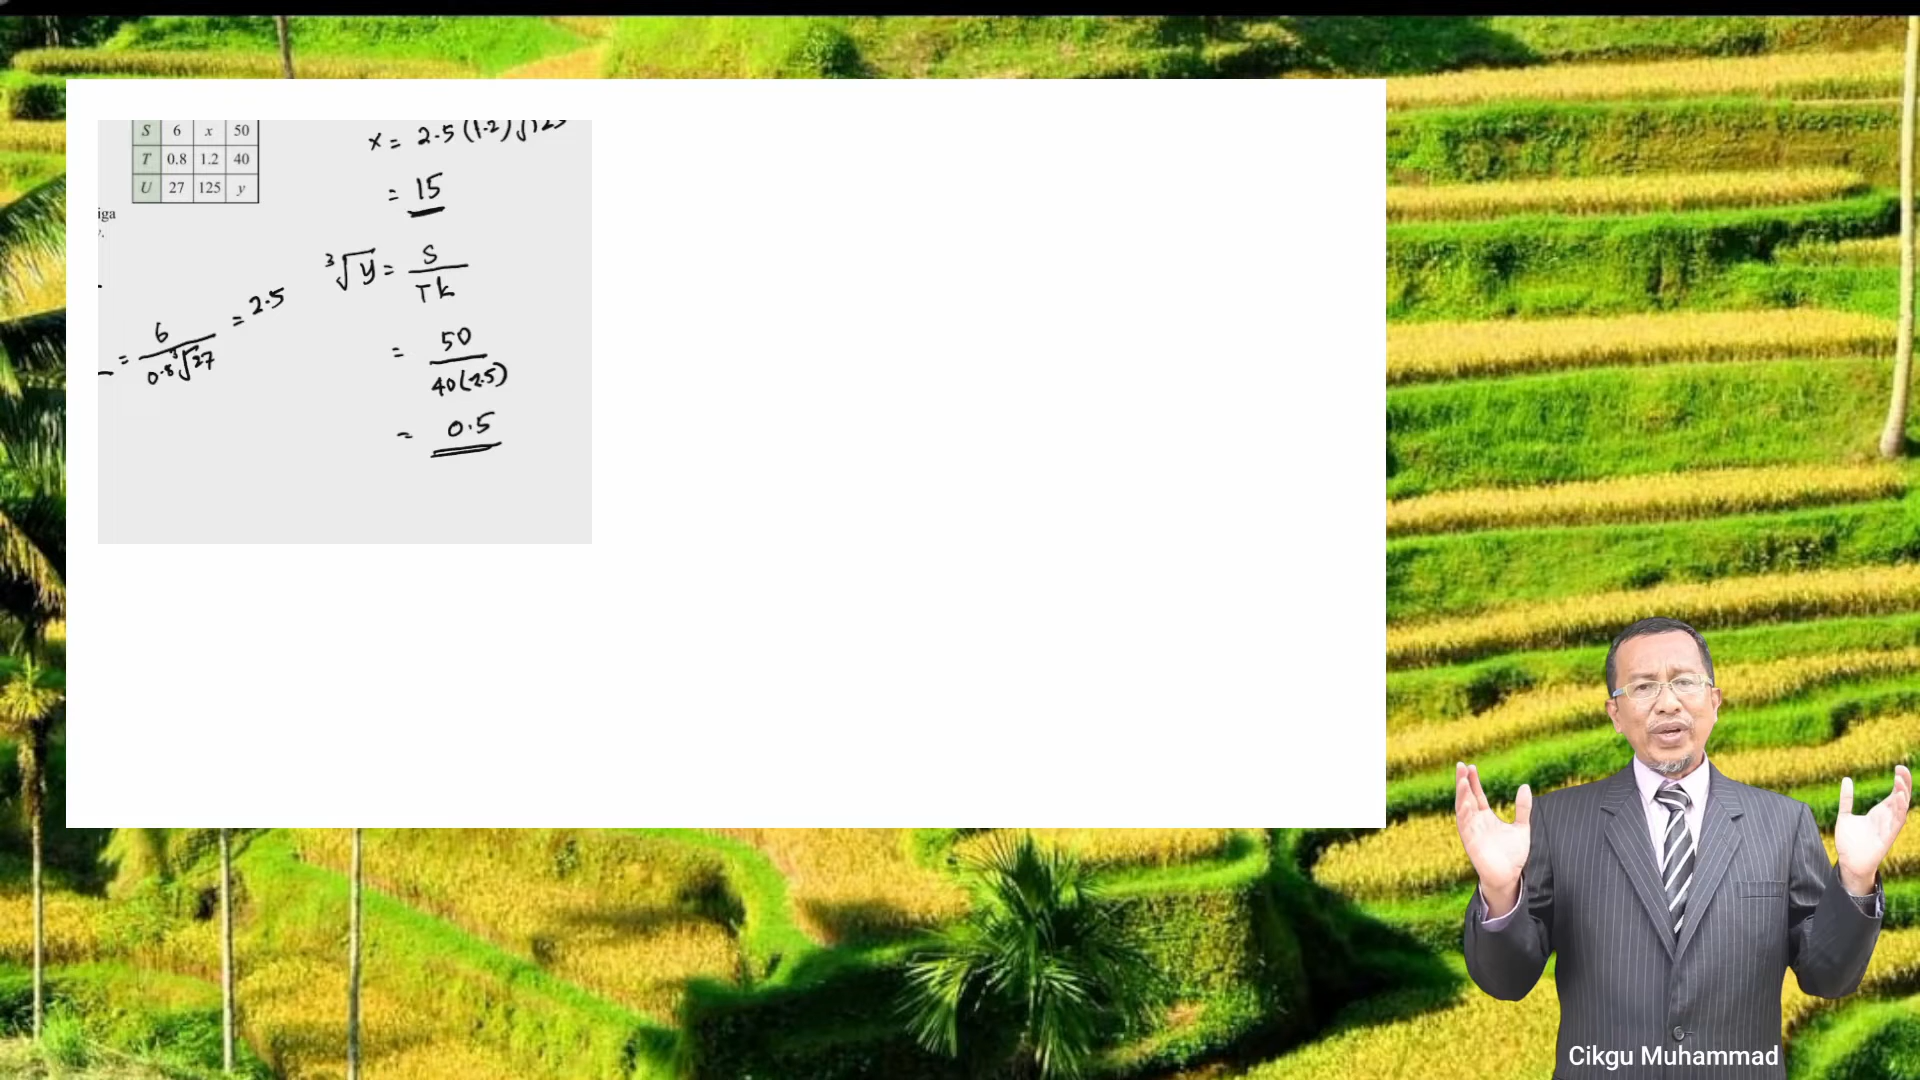 S 6 x 50
T 0.8 1.2 40
U 27 125 y
iga
x = 2.5 (1.2) ∛125
= 15
= 6 / 0.8 ∛27 = 2.5
∛y = S / Tk
= 50 / 40(2.5)
= 0.5
Cikgu Muhammad